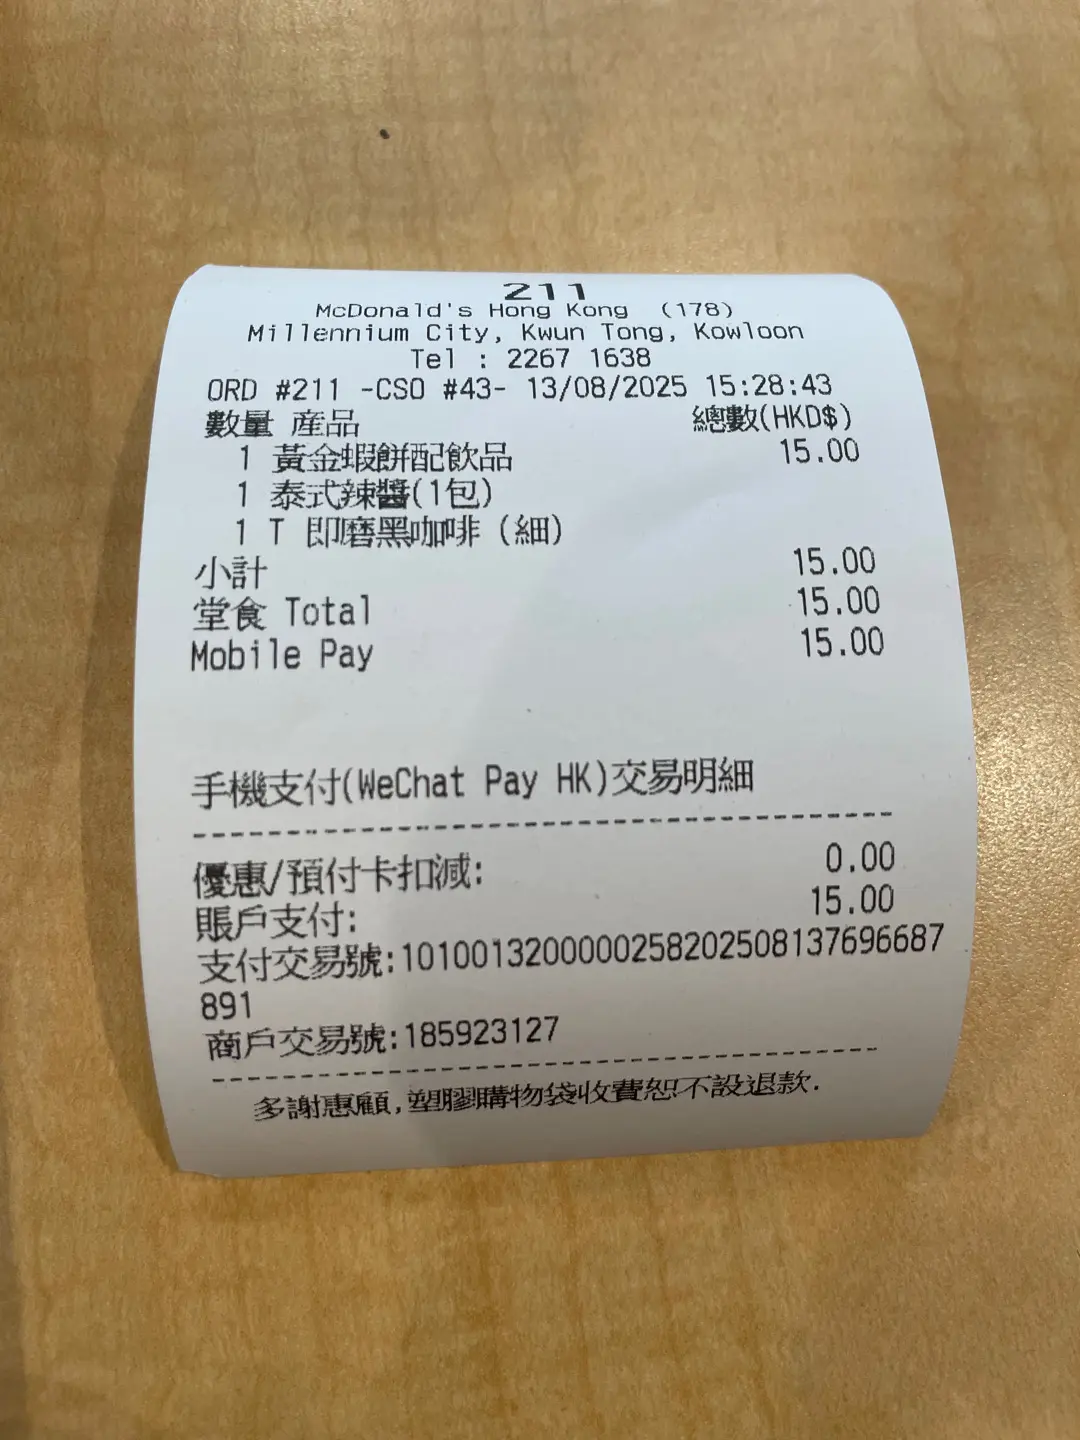 211
McDonald's Hong Kong (178)
Millennium City, Kwun Tong, Kowloon
Tel : 2267 1638
ORD #211 -CSO #43- 13/08/2025 15:28:43
數量 產品 總數(HKD$)
1 黃金蝦餅配飲品 15.00
1 泰式辣醬(1包)
1 T 即磨黑咖啡 (細)
小計 15.00
堂食 Total 15.00
Mobile Pay 15.00
手機支付(WeChat Pay HK)交易明細
--------------------------------
優惠/預付卡扣減: 0.00
賬戶支付: 15.00
支付交易號:1010013200000258202508137696687
891
商戶交易號:185923127
--------------------------------
多謝惠顧,塑膠購物袋收費恕不設退款.